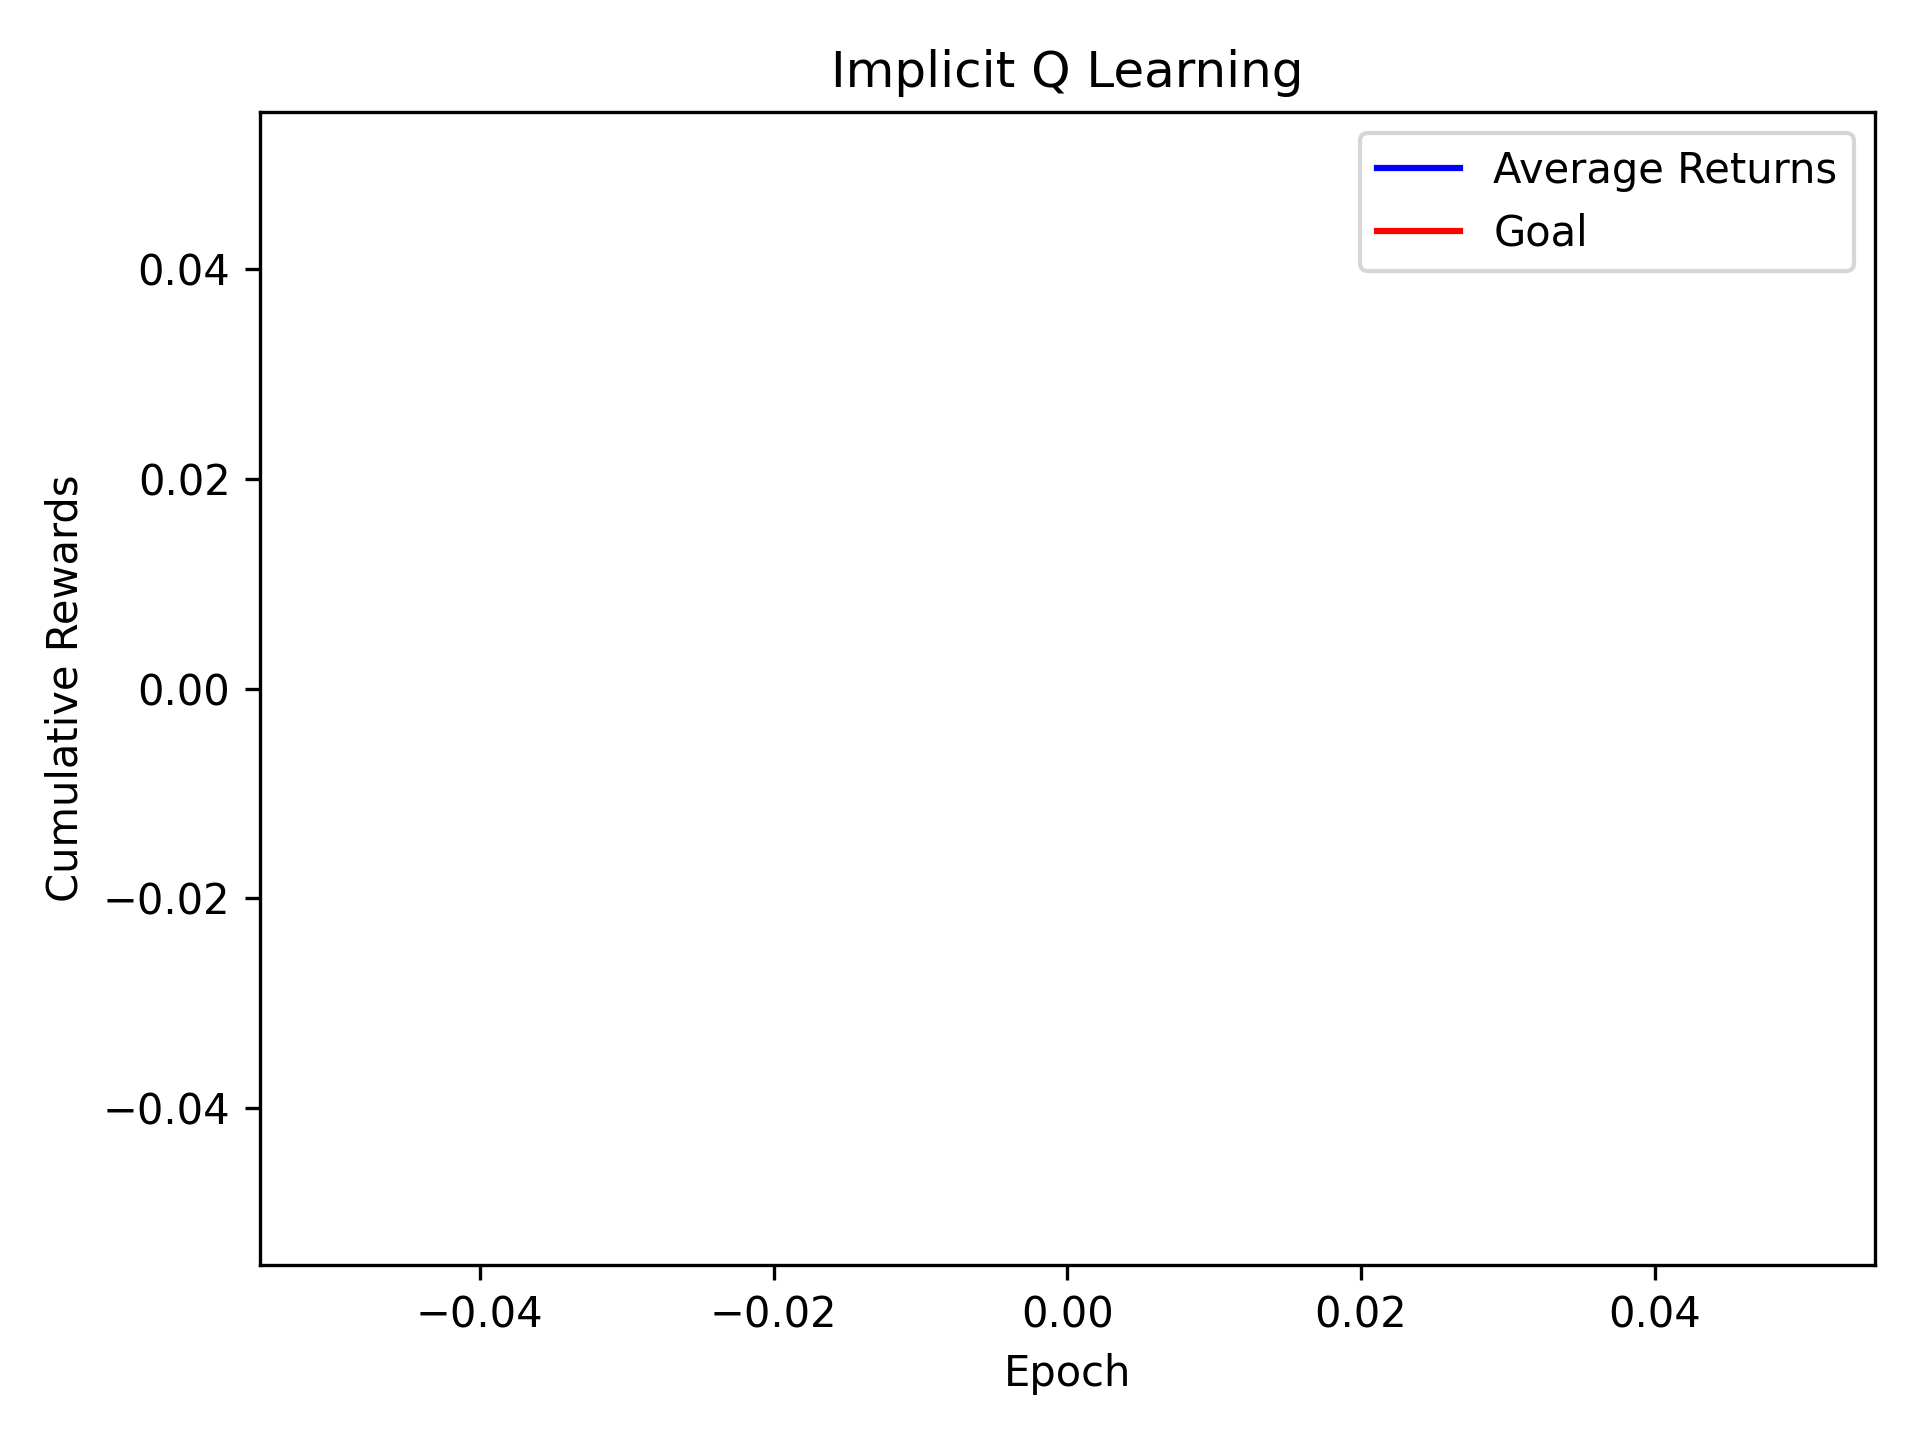 Implicit Q Learning
Average Returns
Goal
Cumulative Rewards
0.04
0.02
0.00
−0.02
−0.04
−0.04
−0.02
0.00
0.02
0.04
Epoch